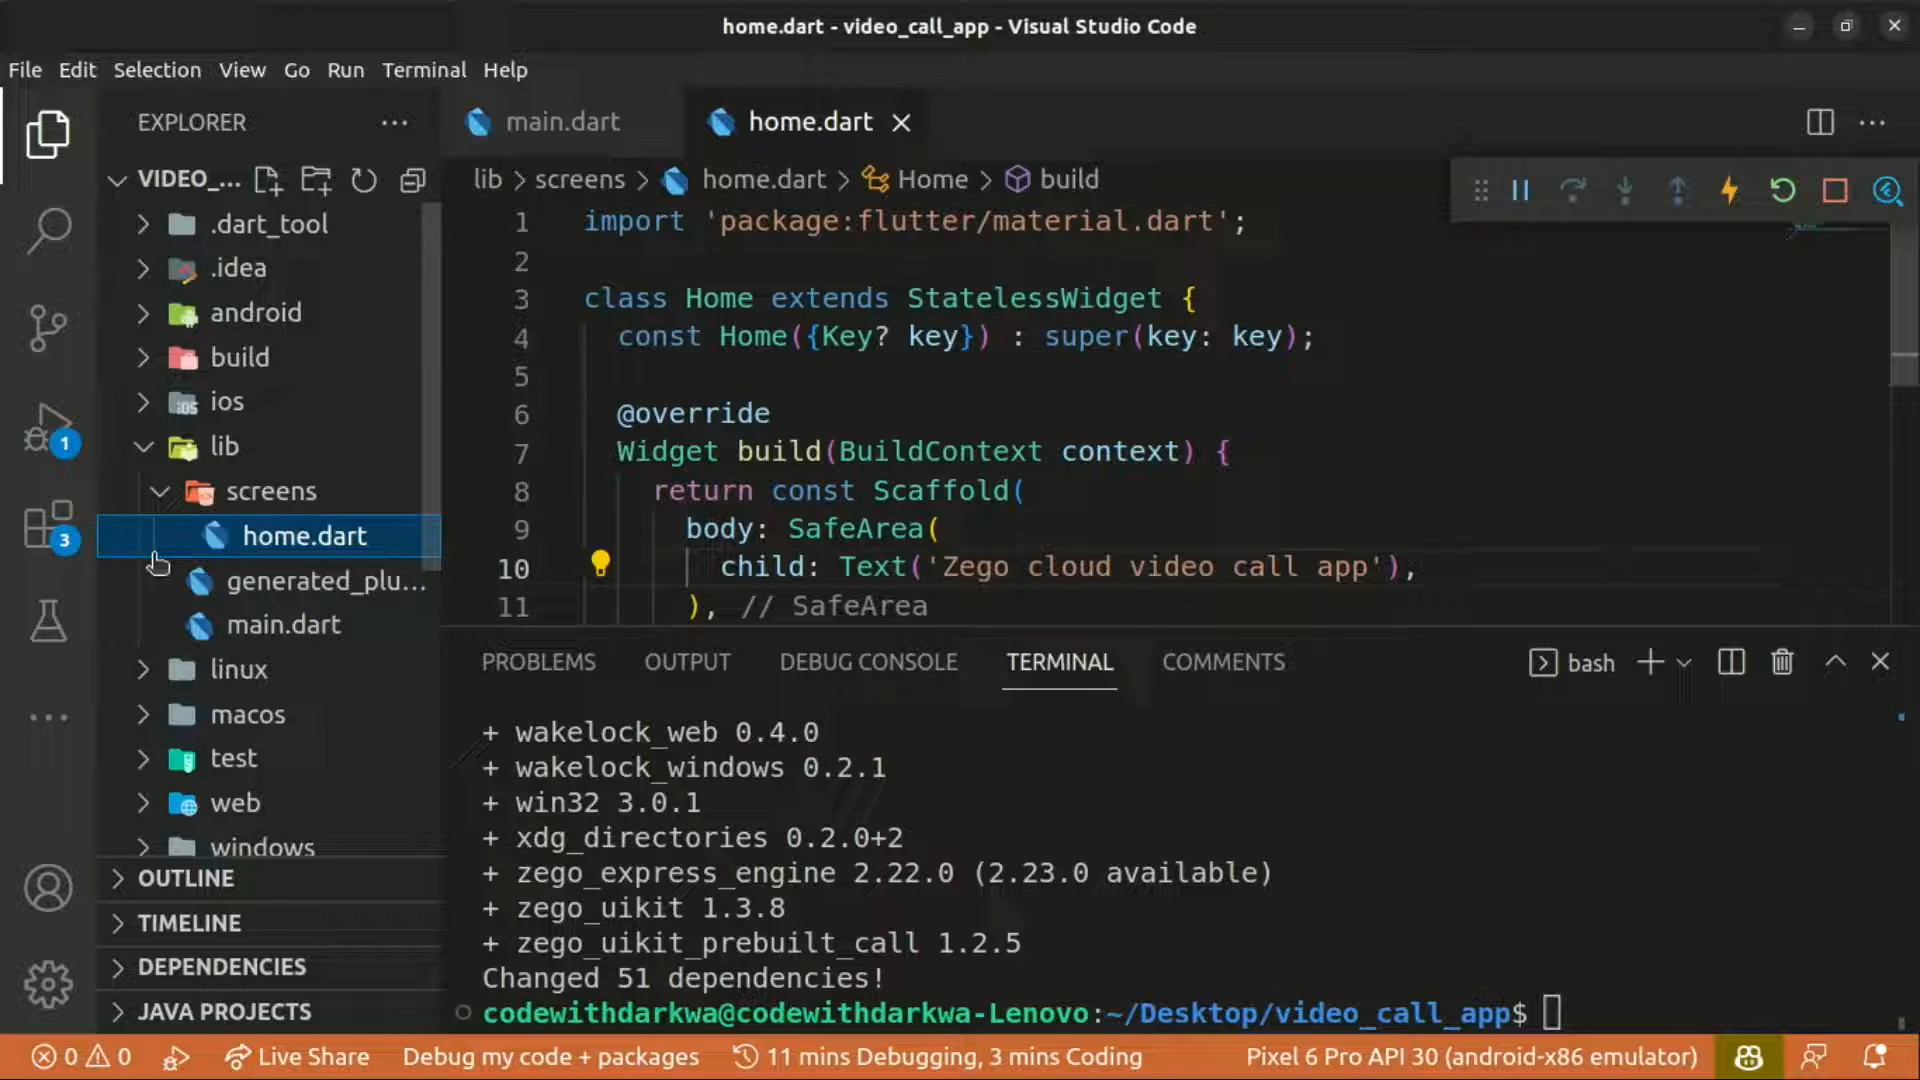 home.dart - video_call_app - Visual Studio Code
File Edit Selection View Go Run Terminal Help
EXPLORER
VIDEO_...
.dart_tool
.idea
android
build
ios
lib
screens
home.dart
generated_plu...
main.dart
linux
macos
test
web
windows
OUTLINE
TIMELINE
DEPENDENCIES
JAVA PROJECTS
1
3
main.dart
home.dart
lib > screens > home.dart > Home > build
1 import 'package:flutter/material.dart';
2
3 class Home extends StatelessWidget {
4 const Home({Key? key}) : super(key: key);
5
6 @override
7 Widget build(BuildContext context) {
8 return const Scaffold(
9 body: SafeArea(
10 child: Text('Zego cloud video call app'),
11 ), // SafeArea
PROBLEMS OUTPUT DEBUG CONSOLE TERMINAL COMMENTS
bash
+ wakelock_web 0.4.0
+ wakelock_windows 0.2.1
+ win32 3.0.1
+ xdg_directories 0.2.0+2
+ zego_express_engine 2.22.0 (2.23.0 available)
+ zego_uikit 1.3.8
+ zego_uikit_prebuilt_call 1.2.5
Changed 51 dependencies!
codewithdarkwa@codewithdarkwa-Lenovo:~/Desktop/video_call_app$
0 0 Live Share Debug my code + packages 11 mins Debugging, 3 mins Coding Pixel 6 Pro API 30 (android-x86 emulator)